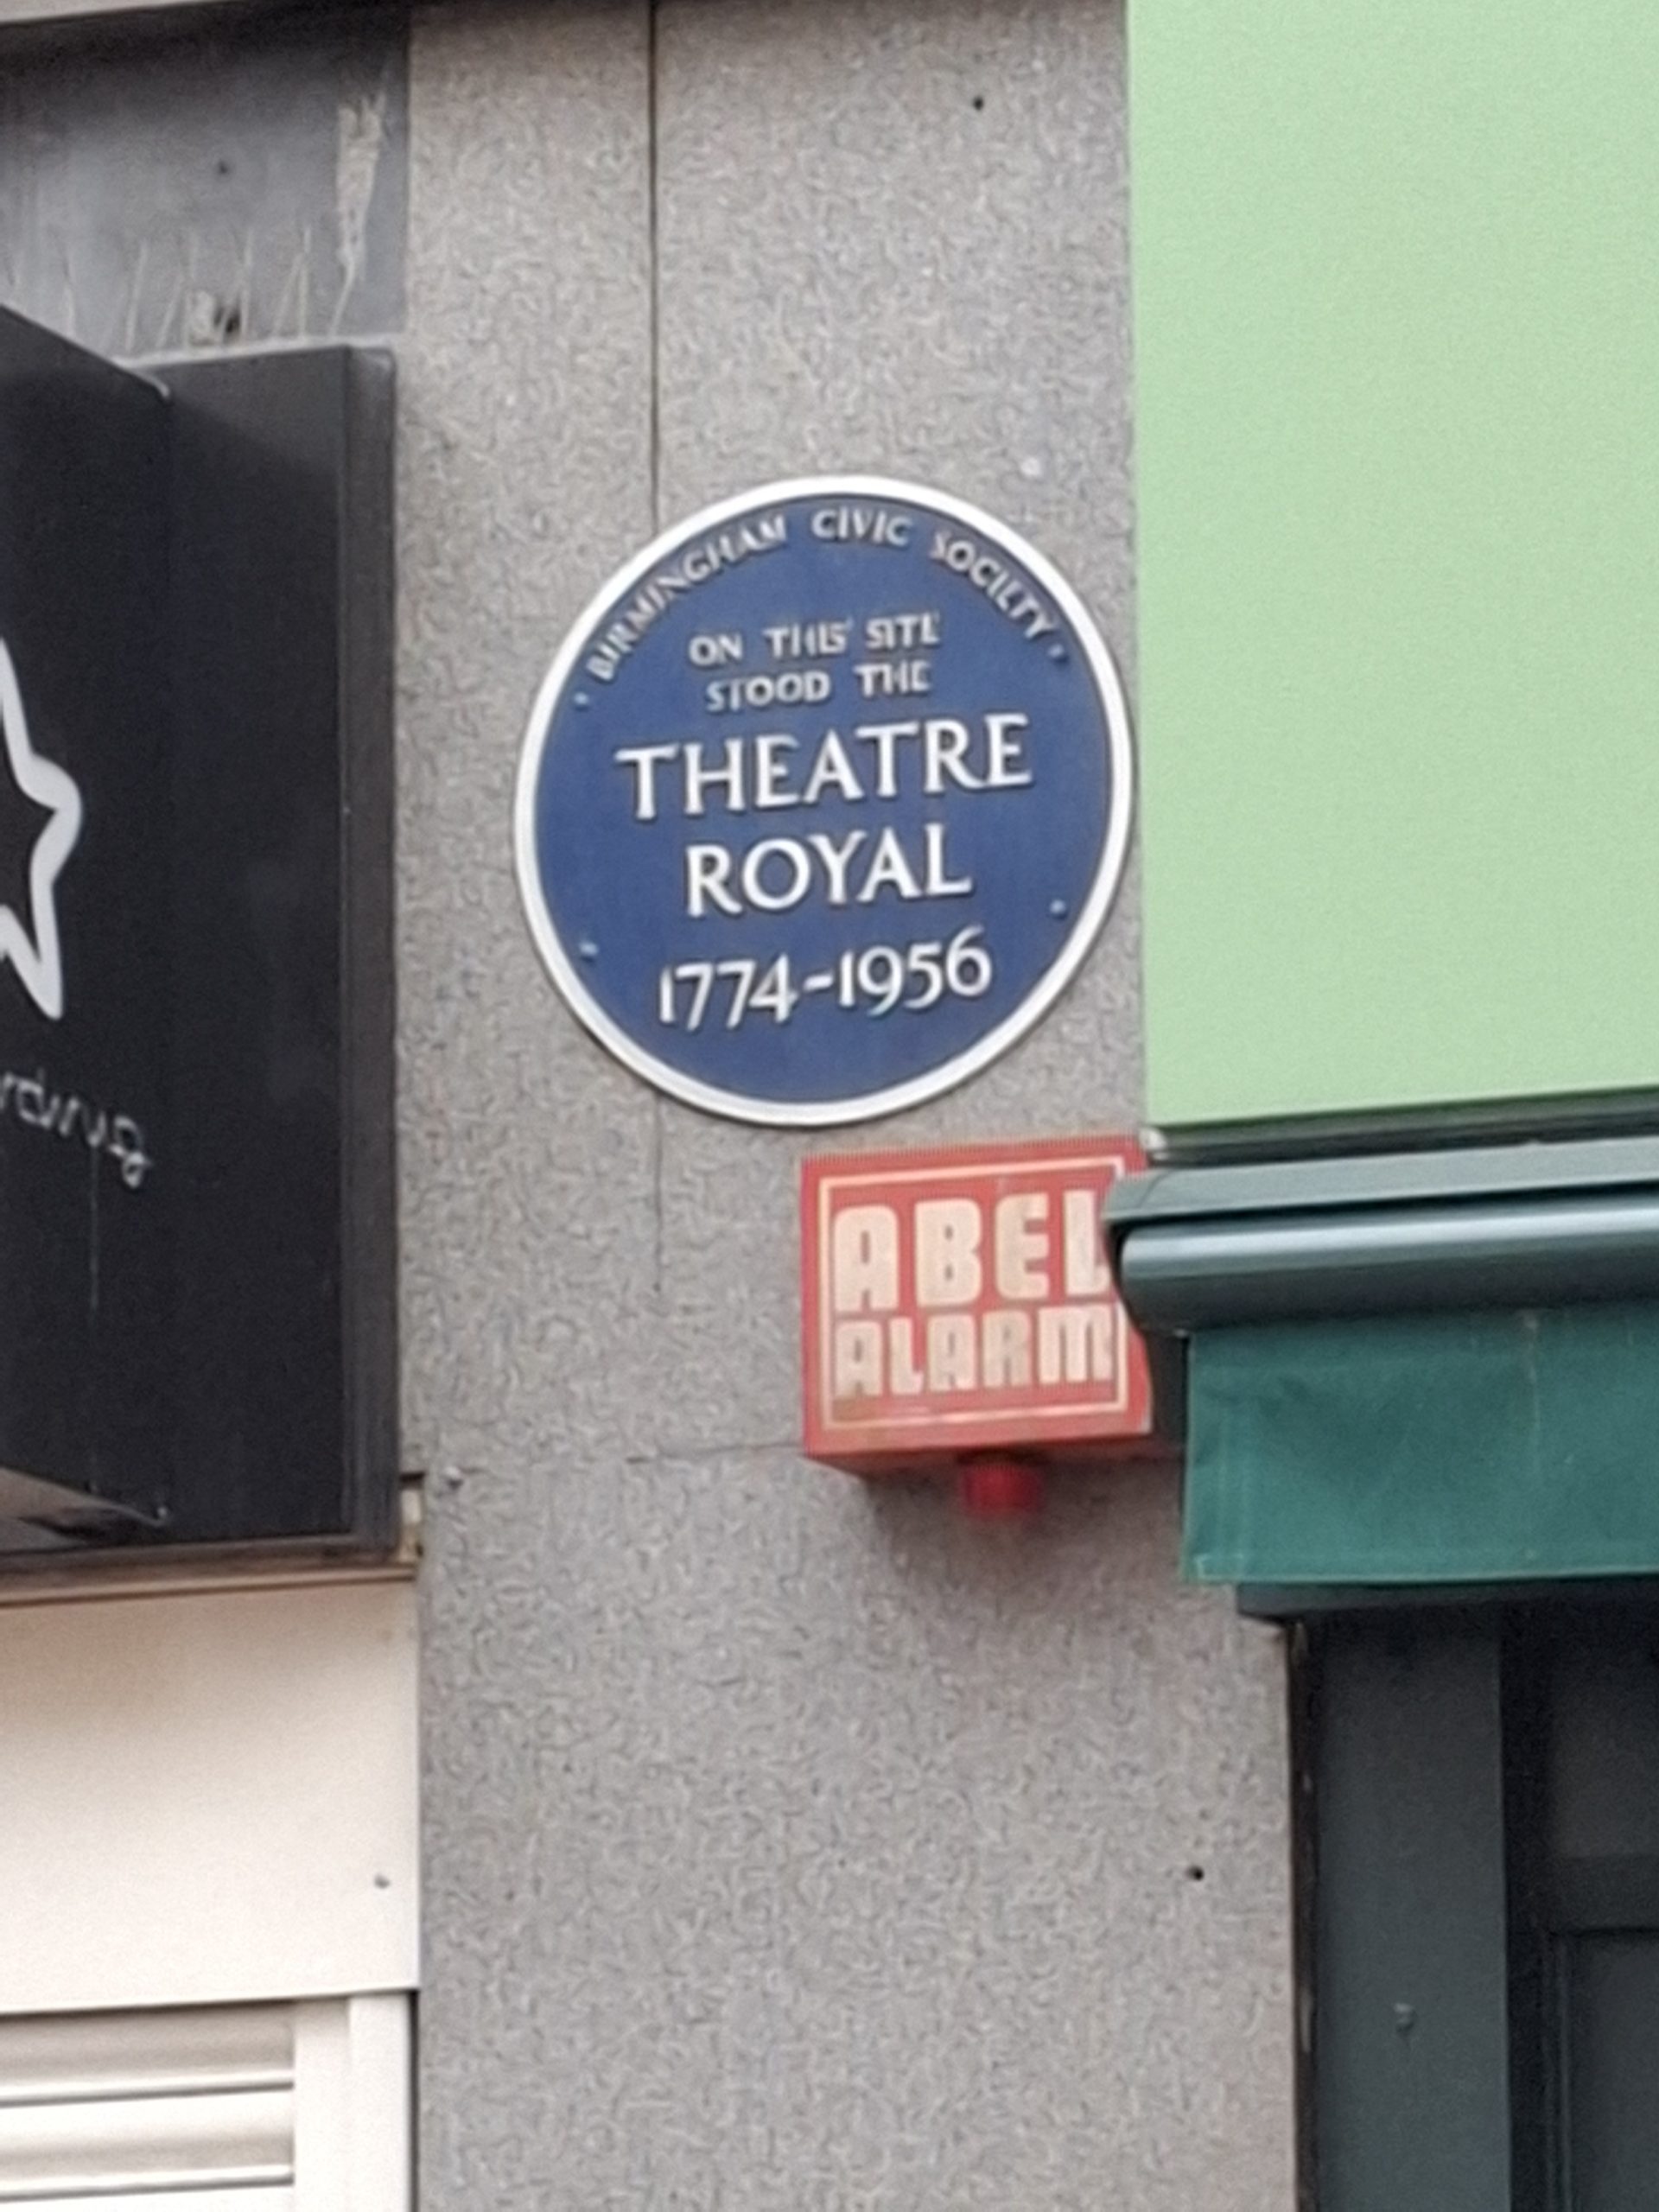 BIRMINGHAM CIVIC SOCIETY
ON THIS SITE
STOOD THE
THEATRE
ROYAL
1774-1956
ABEL
ALARM